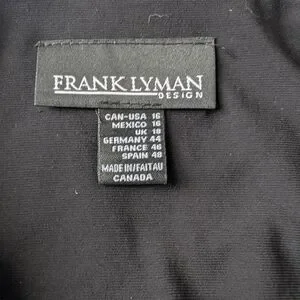 FRANK LYMAN
DESIGN
CAN-USA 16
MEXICO 16
UK 18
GERMANY 44
FRANCE 46
SPAIN 48
MADE IN/FAIT AU
CANADA